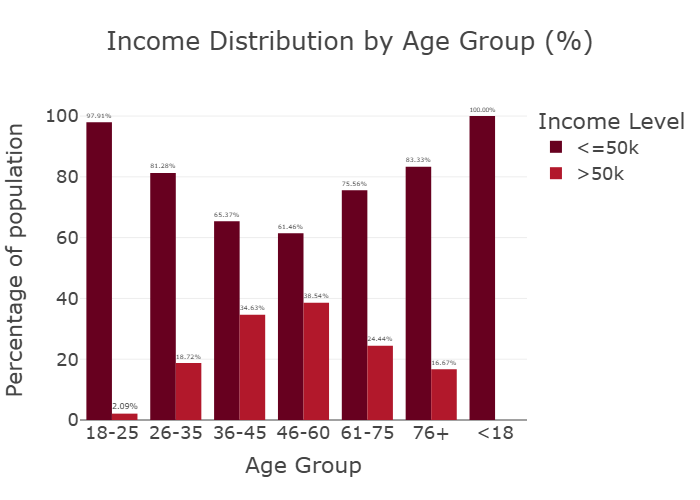 Income Distribution by Age Group (%)
Income Level
<=50k
>50k
Percentage of population
100
80
60
40
20
0
97.91%
2.09%
81.28%
18.72%
65.37%
34.63%
61.46%
38.54%
75.56%
24.44%
83.33%
16.67%
100.00%
18-25 26-35 36-45 46-60 61-75 76+ <18
Age Group